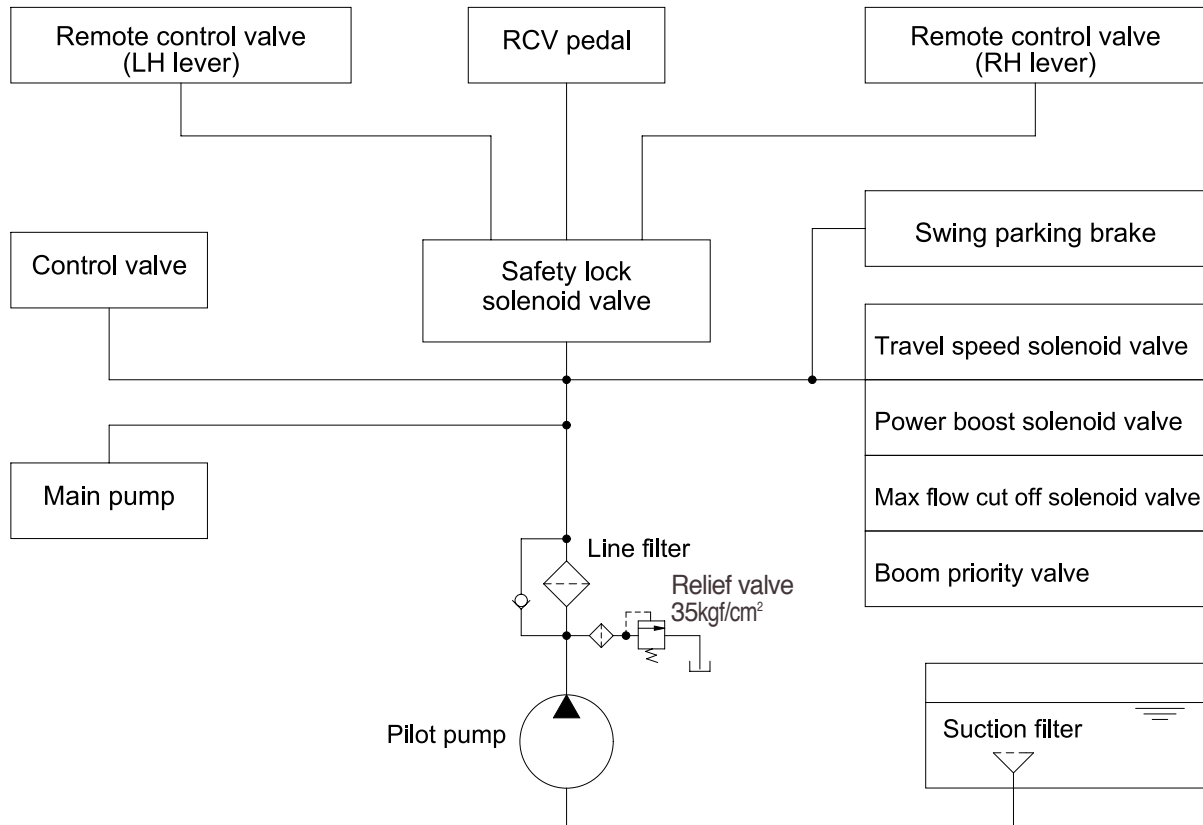 Remote control valve
(LH lever)
RCV pedal
Remote control valve
(RH lever)
Swing parking brake
Control valve
Safety lock
solenoid valve
Travel speed solenoid valve
Power boost solenoid valve
Main pump
Max flow cut off solenoid valve
Line filter
Boom priority valve
Relief valve
35kgf/cm²
Pilot pump
Suction filter